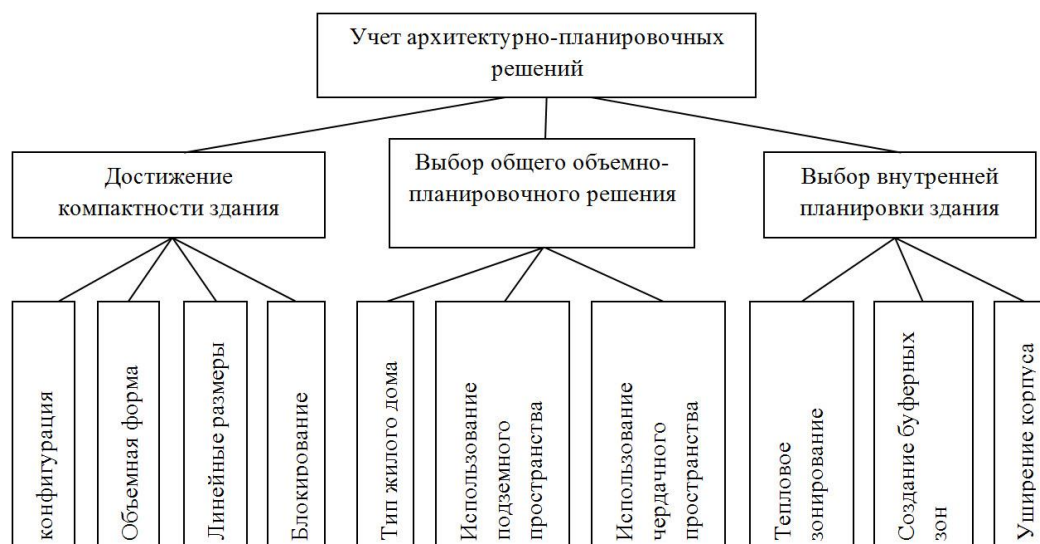 Учет архитектурно-планировочных
решений
Достижение
компактности здания
Выбор общего объемно-
планировочного решения
Выбор внутренней
планировки здания
конфигурация
Объемная форма
Линейные размеры
Блокирование
Тип жилого дома
Использование
подземного
пространства
Использование
чердачного
пространства
Тепловое
зонирование
Создание буферных
зон
Уширение корпуса